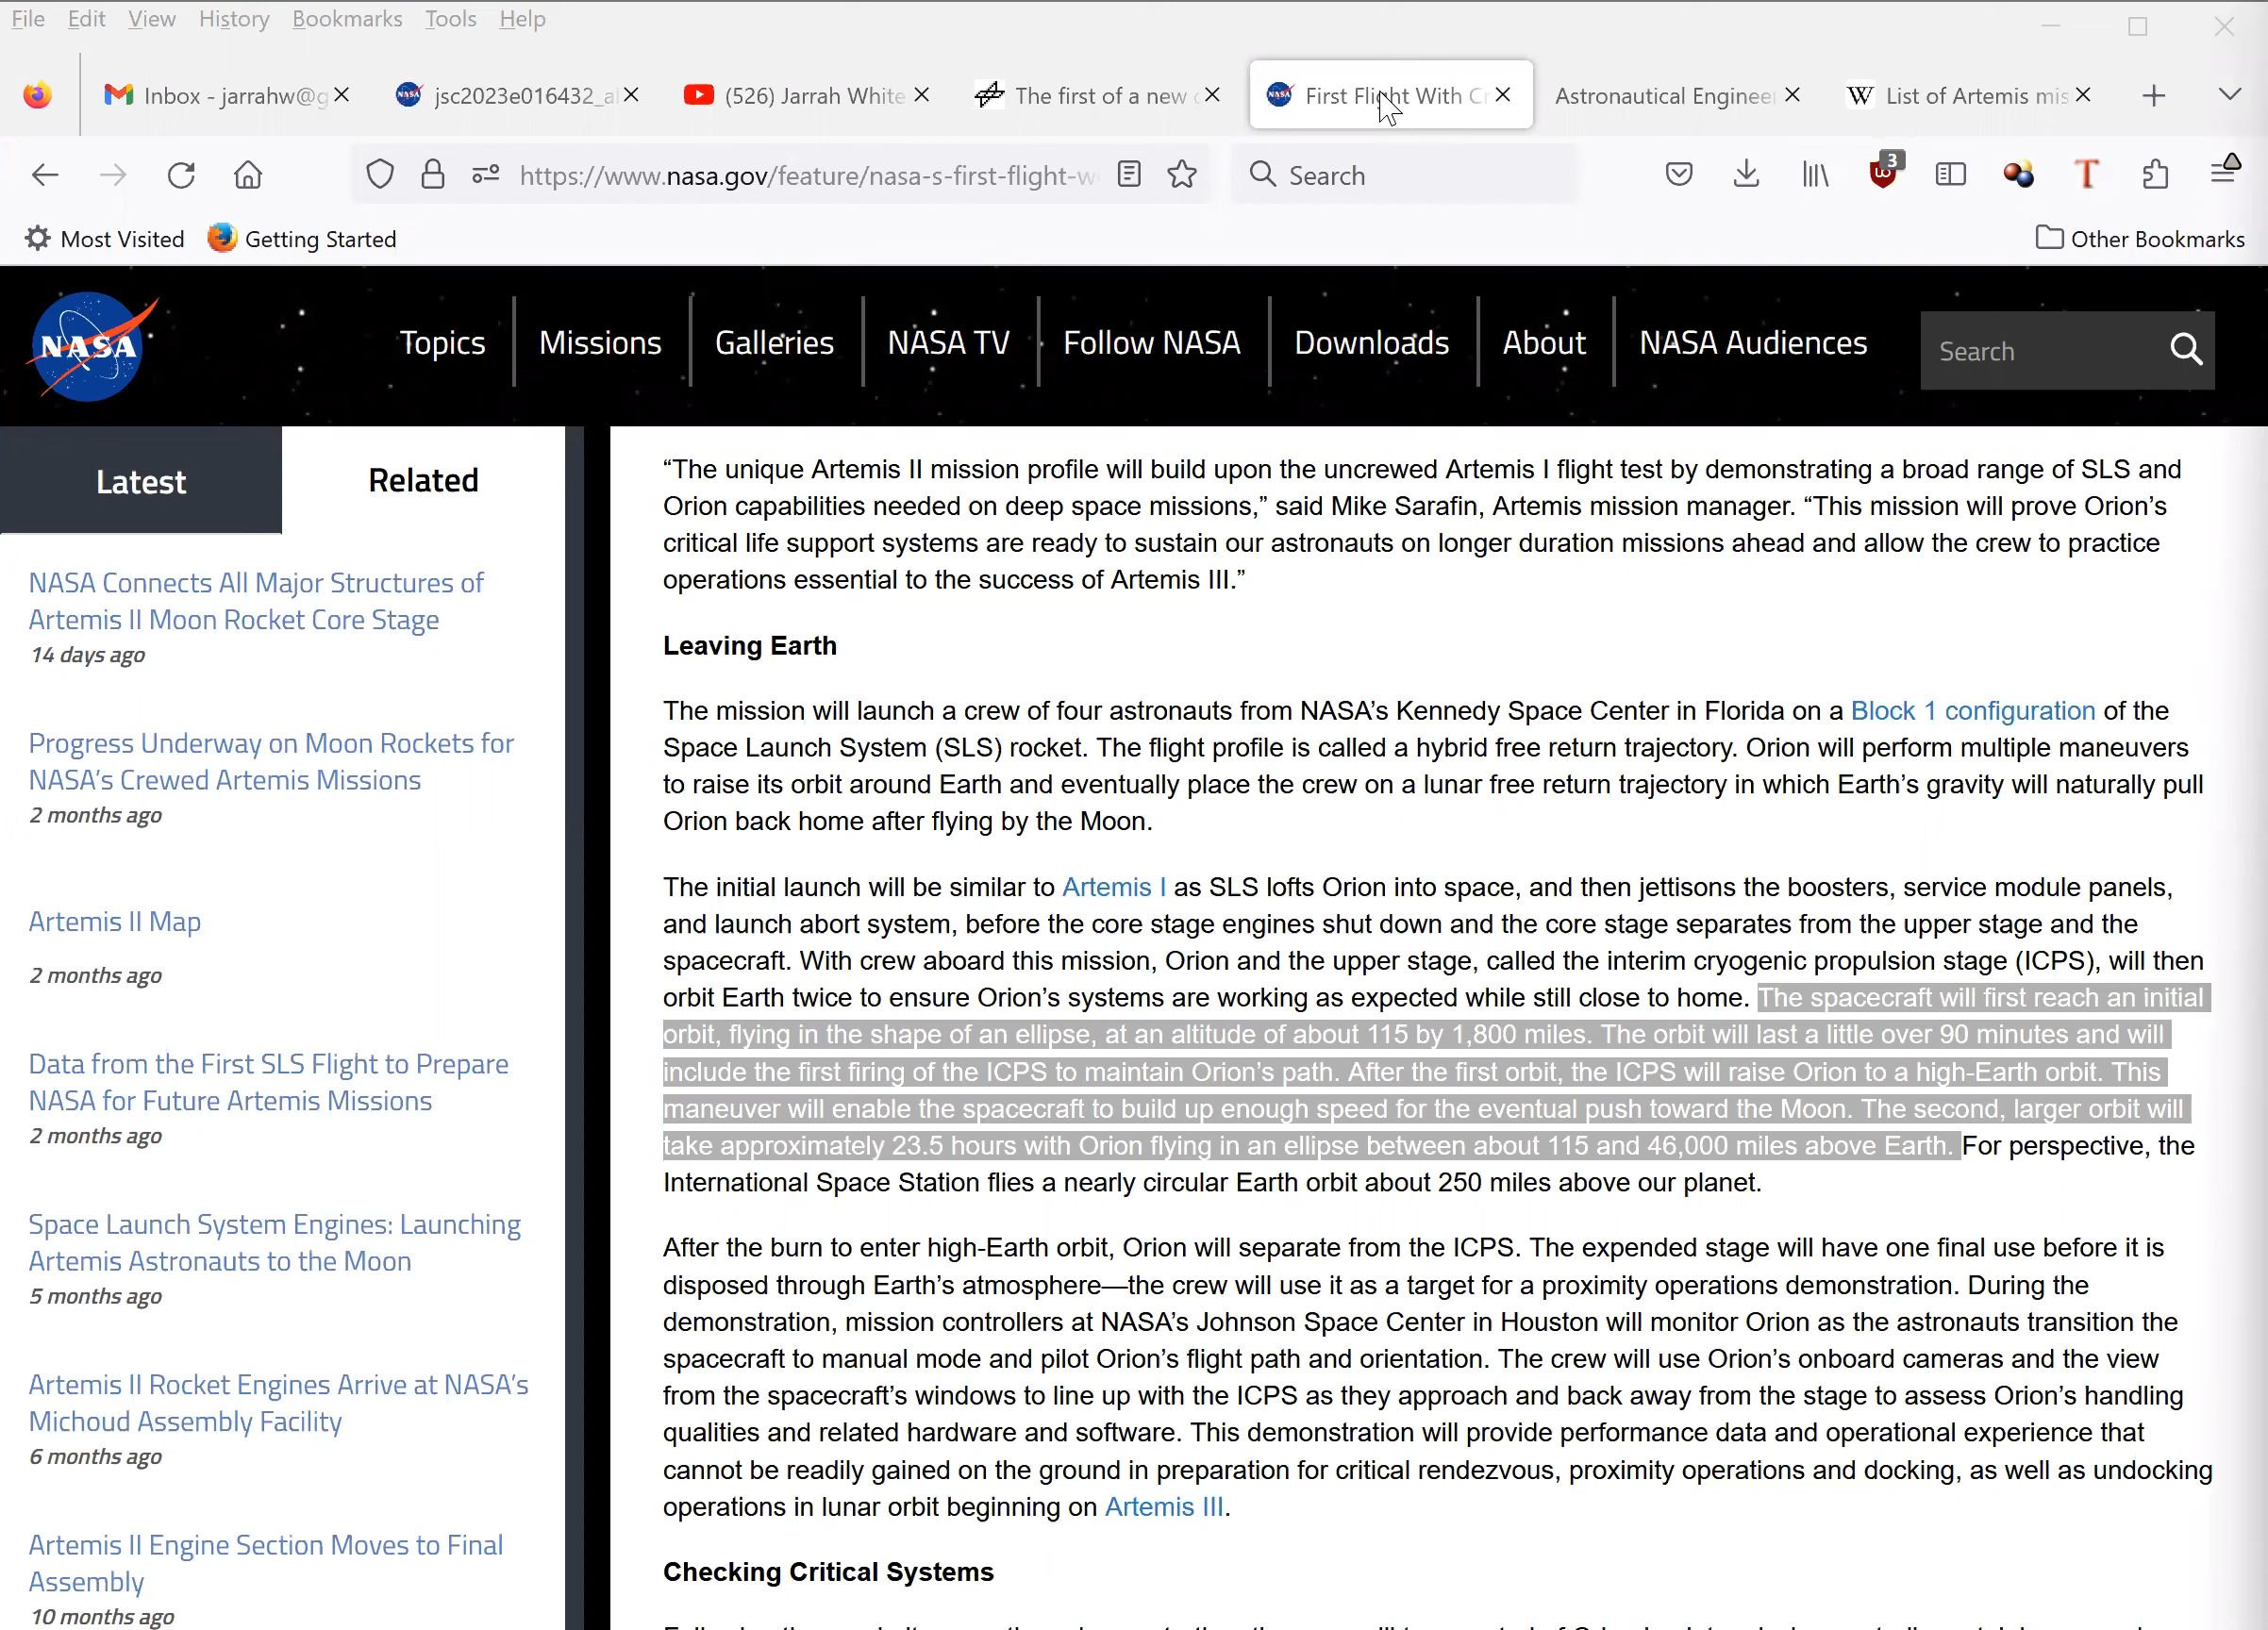 File Edit View History Bookmarks Tools Help
Inbox - jarrahw@g
jsc2023e016432_al
(526) Jarrah White
The first of a new
First Flight With Cr
Astronautical Engineer
List of Artemis mis
https://www.nasa.gov/feature/nasa-s-first-flight-w
Search
3
Most Visited
Getting Started
Other Bookmarks
NASA
Topics
Missions
Galleries
NASA TV
Follow NASA
Downloads
About
NASA Audiences
Search
Latest
Related
NASA Connects All Major Structures of
Artemis II Moon Rocket Core Stage
14 days ago
Progress Underway on Moon Rockets for
NASA's Crewed Artemis Missions
2 months ago
Artemis II Map
2 months ago
Data from the First SLS Flight to Prepare
NASA for Future Artemis Missions
2 months ago
Space Launch System Engines: Launching
Artemis Astronauts to the Moon
5 months ago
Artemis II Rocket Engines Arrive at NASA's
Michoud Assembly Facility
6 months ago
Artemis II Engine Section Moves to Final
Assembly
10 months ago
“The unique Artemis II mission profile will build upon the uncrewed Artemis I flight test by demonstrating a broad range of SLS and
Orion capabilities needed on deep space missions,” said Mike Sarafin, Artemis mission manager. “This mission will prove Orion’s
critical life support systems are ready to sustain our astronauts on longer duration missions ahead and allow the crew to practice
operations essential to the success of Artemis III.”
Leaving Earth
The mission will launch a crew of four astronauts from NASA’s Kennedy Space Center in Florida on a Block 1 configuration of the
Space Launch System (SLS) rocket. The flight profile is called a hybrid free return trajectory. Orion will perform multiple maneuvers
to raise its orbit around Earth and eventually place the crew on a lunar free return trajectory in which Earth’s gravity will naturally pull
Orion back home after flying by the Moon.
The initial launch will be similar to Artemis I as SLS lofts Orion into space, and then jettisons the boosters, service module panels,
and launch abort system, before the core stage engines shut down and the core stage separates from the upper stage and the
spacecraft. With crew aboard this mission, Orion and the upper stage, called the interim cryogenic propulsion stage (ICPS), will then
orbit Earth twice to ensure Orion’s systems are working as expected while still close to home. The spacecraft will first reach an initial
orbit, flying in the shape of an ellipse, at an altitude of about 115 by 1,800 miles. The orbit will last a little over 90 minutes and will
include the first firing of the ICPS to maintain Orion’s path. After the first orbit, the ICPS will raise Orion to a high-Earth orbit. This
maneuver will enable the spacecraft to build up enough speed for the eventual push toward the Moon. The second, larger orbit will
take approximately 23.5 hours with Orion flying in an ellipse between about 115 and 46,000 miles above Earth. For perspective, the
International Space Station flies a nearly circular Earth orbit about 250 miles above our planet.
After the burn to enter high-Earth orbit, Orion will separate from the ICPS. The expended stage will have one final use before it is
disposed through Earth’s atmosphere—the crew will use it as a target for a proximity operations demonstration. During the
demonstration, mission controllers at NASA’s Johnson Space Center in Houston will monitor Orion as the astronauts transition the
spacecraft to manual mode and pilot Orion’s flight path and orientation. The crew will use Orion’s onboard cameras and the view
from the spacecraft’s windows to line up with the ICPS as they approach and back away from the stage to assess Orion’s handling
qualities and related hardware and software. This demonstration will provide performance data and operational experience that
cannot be readily gained on the ground in preparation for critical rendezvous, proximity operations and docking, as well as undocking
operations in lunar orbit beginning on Artemis III.
Checking Critical Systems